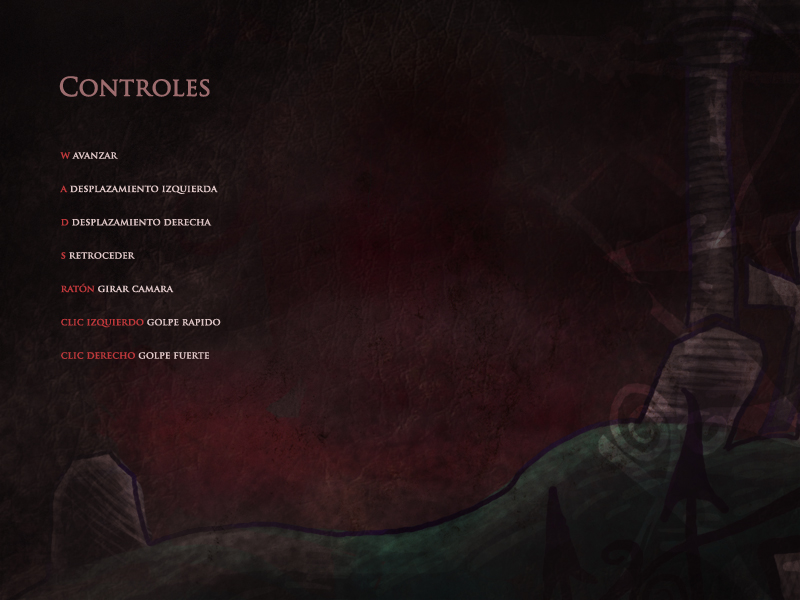 Controles
W AVANZAR
A DESPLAZAMIENTO IZQUIERDA
D DESPLAZAMIENTO DERECHA
S RETROCEDER
RATÓN GIRAR CAMARA
CLIC IZQUIERDO GOLPE RAPIDO
CLIC DERECHO GOLPE FUERTE